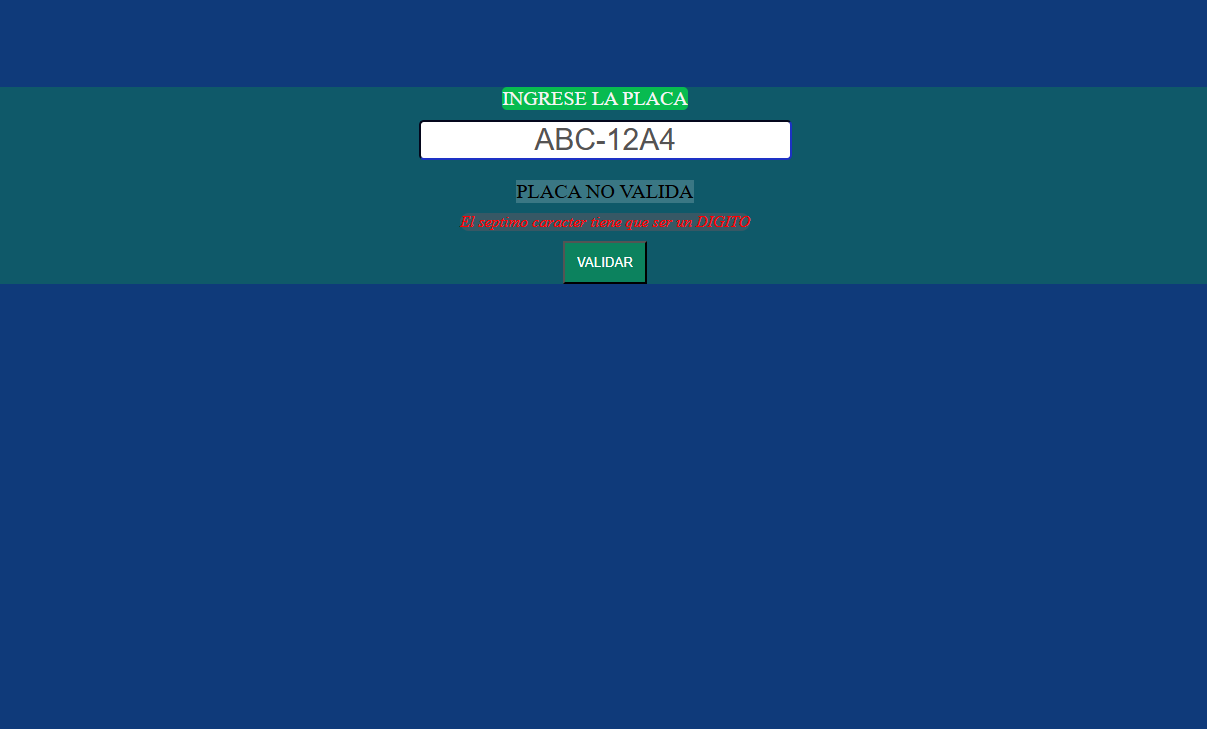 INGRESE LA PLACA
ABC-12A4
PLACA NO VALIDA
El septimo caracter tiene que ser un DIGITO
VALIDAR